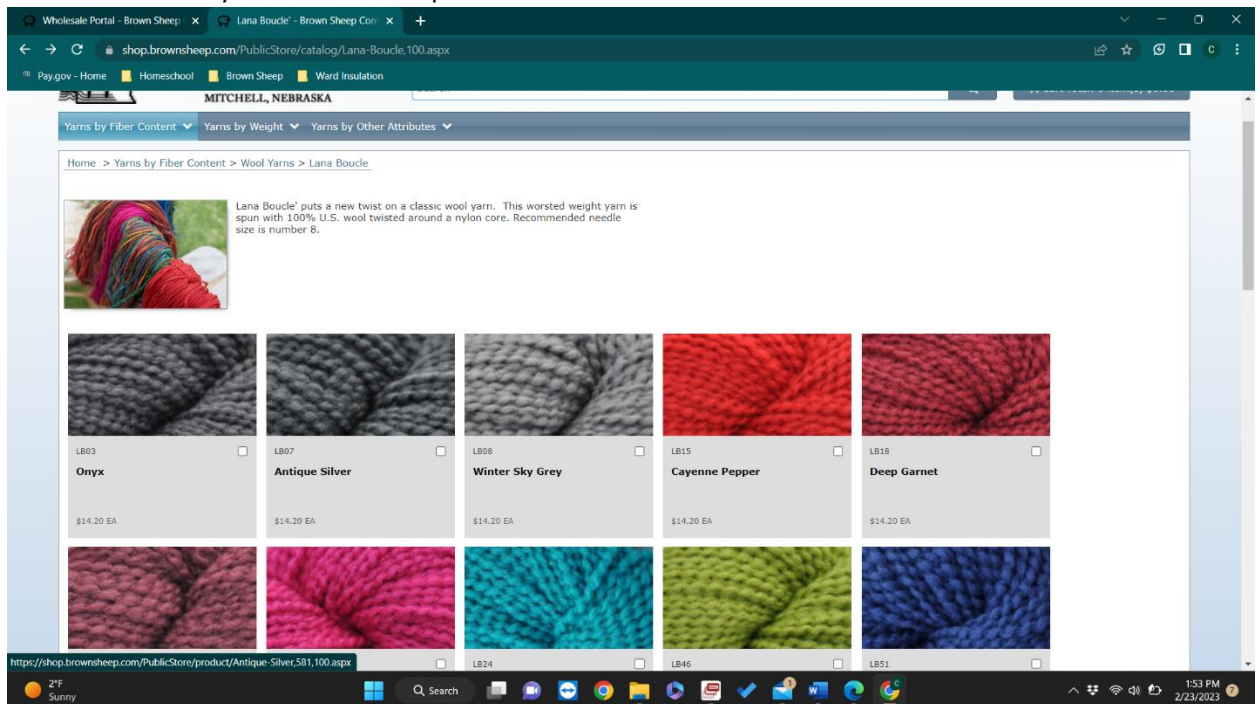 Wholesale Portal - Brown Sheep
Lana Boucle' - Brown Sheep Com
shop.brownsheep.com/PublicStore/catalog/Lana-Boucle,100.aspx
Pay.gov - Home Homeschool Brown Sheep Ward Insulation
MITCHELL, NEBRASKA
Yarns by Fiber Content Yarns by Weight Yarns by Other Attributes
Home > Yarns by Fiber Content > Wool Yarns > Lana Boucle
Lana Boucle' puts a new twist on a classic wool yarn. This worsted weight yarn is
spun with 100% U.S. wool twisted around a nylon core. Recommended needle
size is number 8.
LB03 LB07 LB08 LB15 LB18
Onyx Antique Silver Winter Sky Grey Cayenne Pepper Deep Garnet
$14.20 EA $14.20 EA $14.20 EA $14.20 EA $14.20 EA
LB24 LB46 LB51
https://shop.brownsheep.com/PublicStore/product/Antique-Silver,581,100.aspx
2°F
Sunny
Search
1:53 PM
2/23/2023